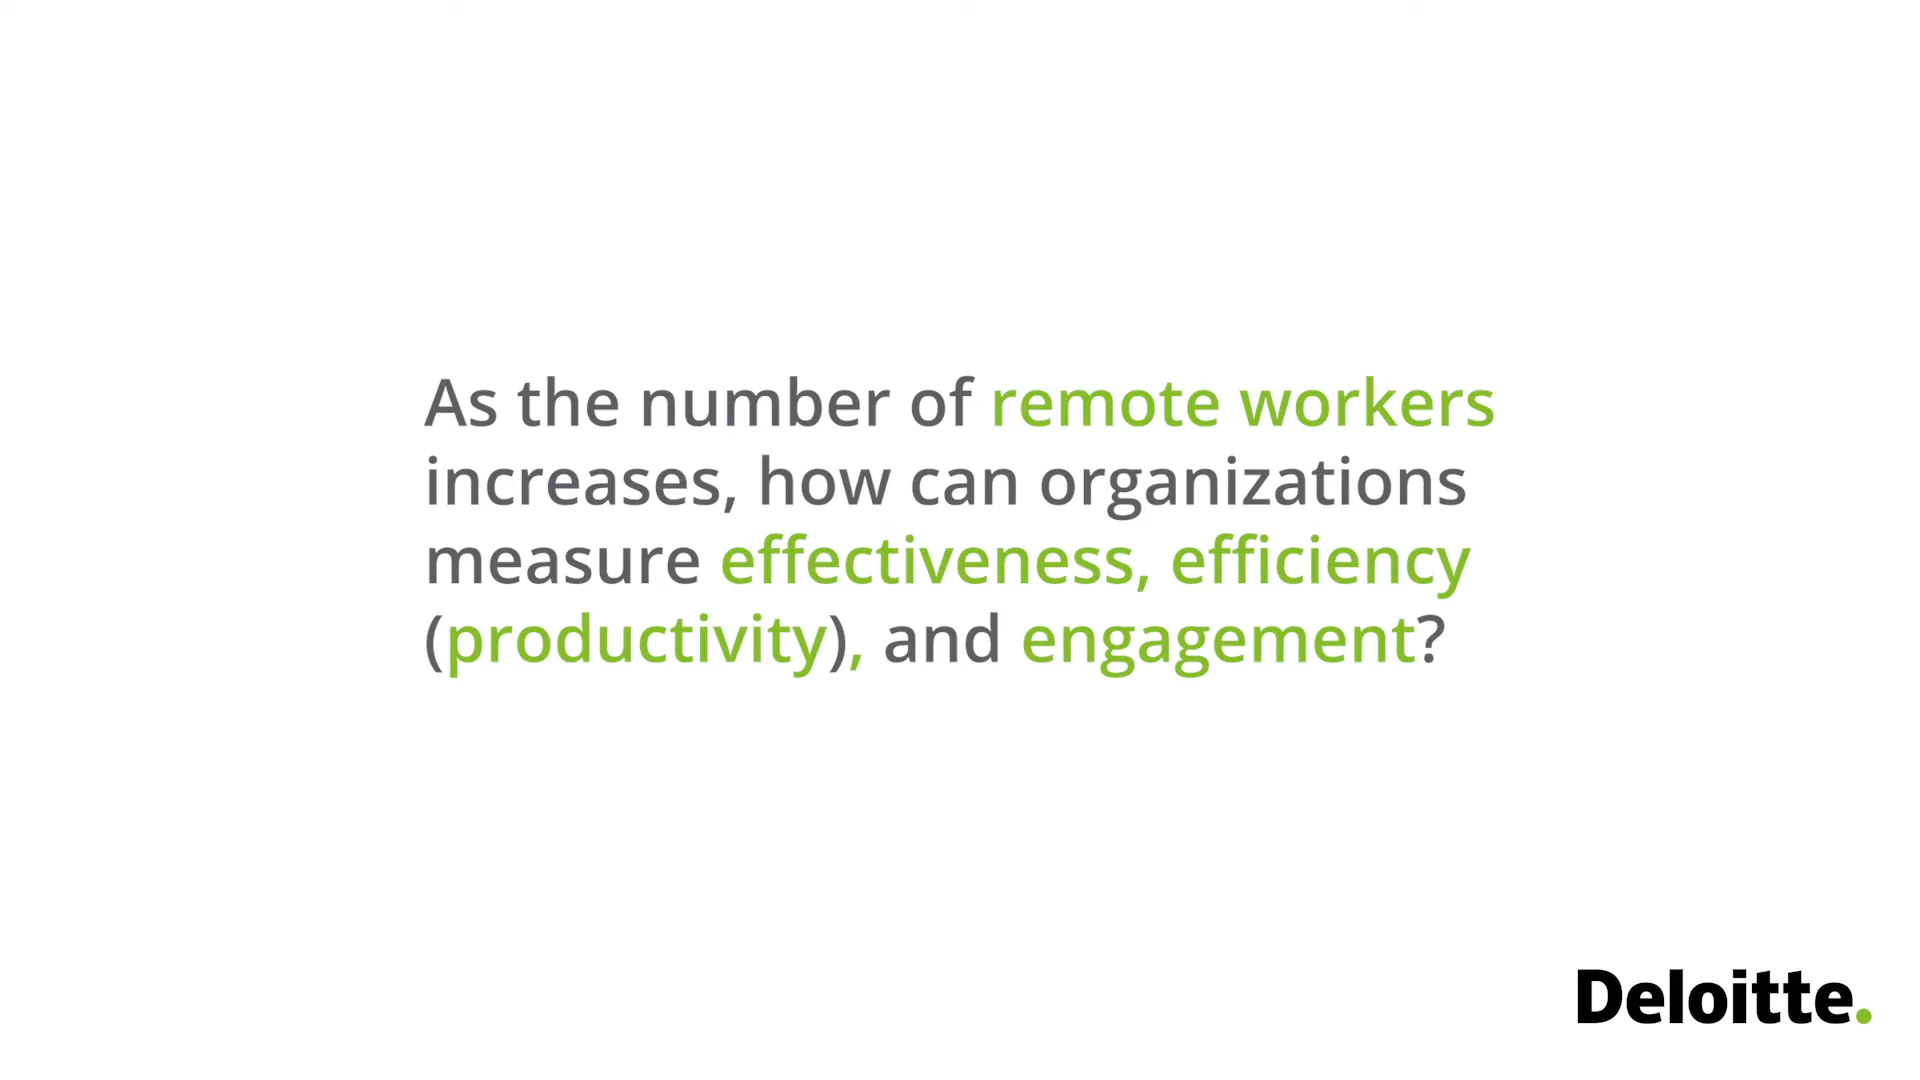 As the number of remote workers
increases, how can organizations
measure effectiveness, efficiency
(productivity), and engagement?
Deloitte.